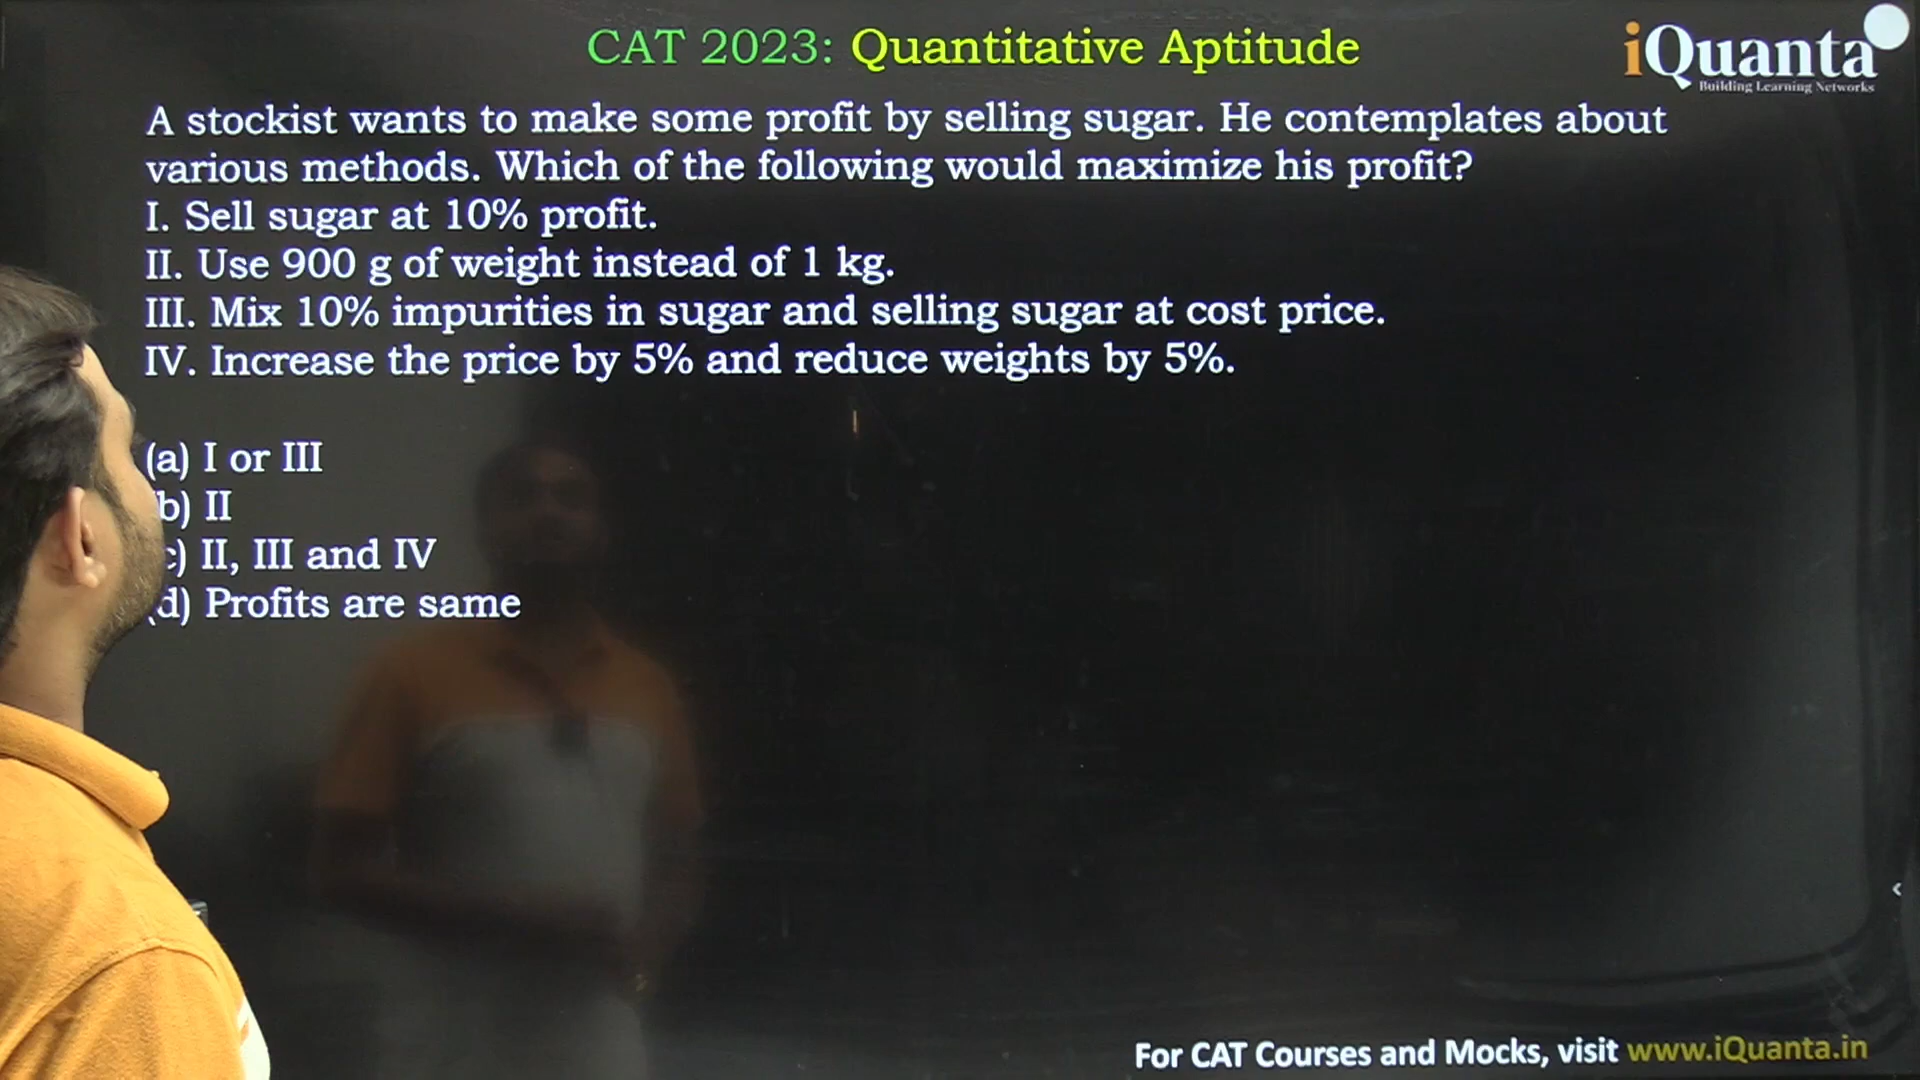 CAT 2023: Quantitative Aptitude
iQuanta
Building Learning Networks
A stockist wants to make some profit by selling sugar. He contemplates about
various methods. Which of the following would maximize his profit?
I. Sell sugar at 10% profit.
II. Use 900 g of weight instead of 1 kg.
III. Mix 10% impurities in sugar and selling sugar at cost price.
IV. Increase the price by 5% and reduce weights by 5%.
(a) I or III
b) II
c) II, III and IV
(d) Profits are same
For CAT Courses and Mocks, visit www.iQuanta.in